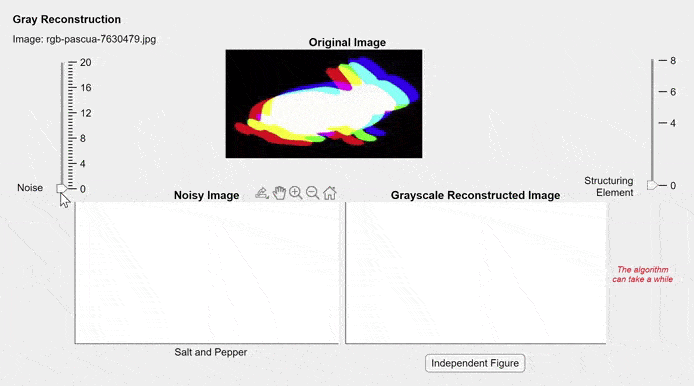 Gray Reconstruction
Image: rgb-pascua-7630479.jpg
Original Image
20
16
12
8
4
0
Noise
8
6
4
0
Structuring
Element
Noisy Image
Grayscale Reconstructed Image
The algorithm
can take a while
Salt and Pepper
Independent Figure